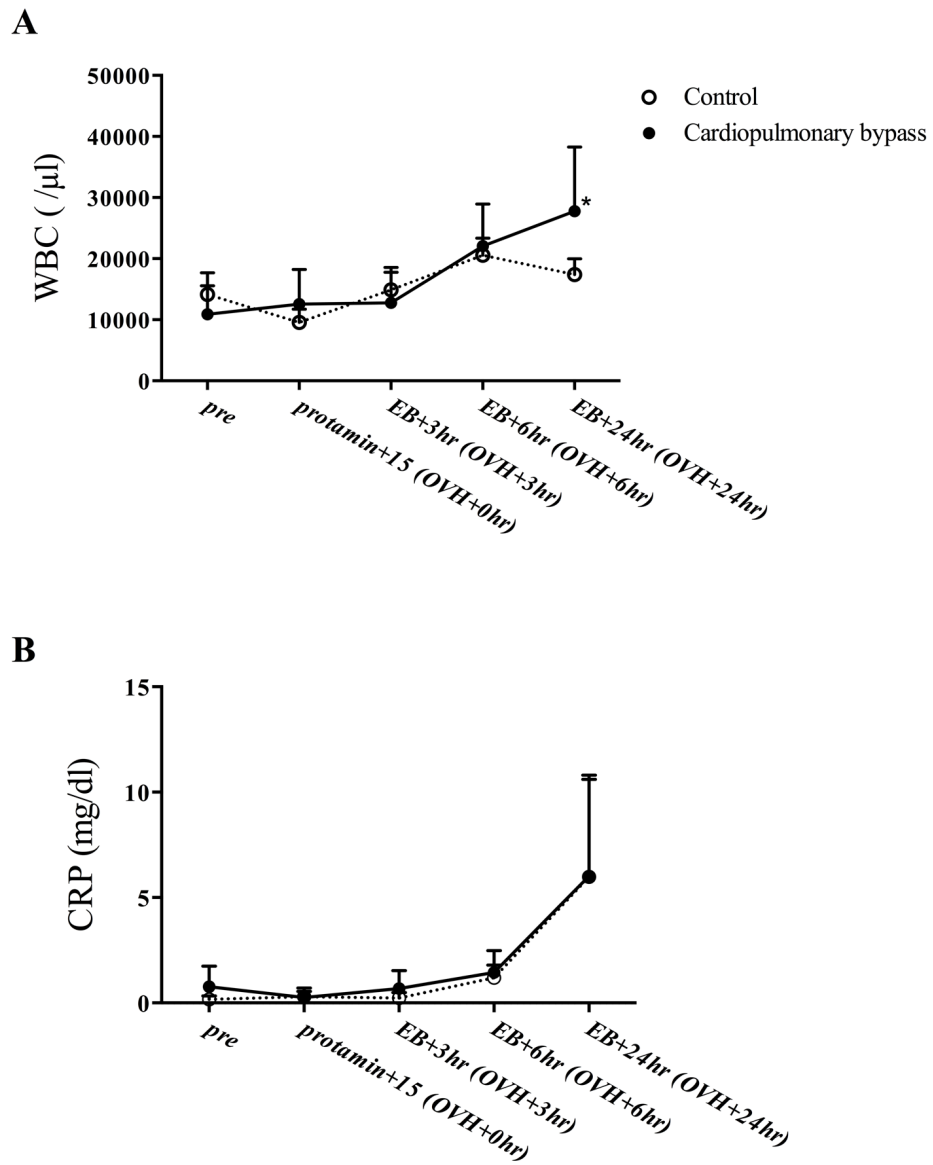 A
50000
40000
30000
20000
10000
0
WBC ( /μl)
Control
Cardiopulmonary bypass
*
pre
protamin+15 (OVH+0hr)
EB+3hr (OVH+3hr)
EB+6hr (OVH+6hr)
EB+24hr (OVH+24hr)
B
15
10
5
0
CRP (mg/dl)
pre
protamin+15 (OVH+0hr)
EB+3hr (OVH+3hr)
EB+6hr (OVH+6hr)
EB+24hr (OVH+24hr)